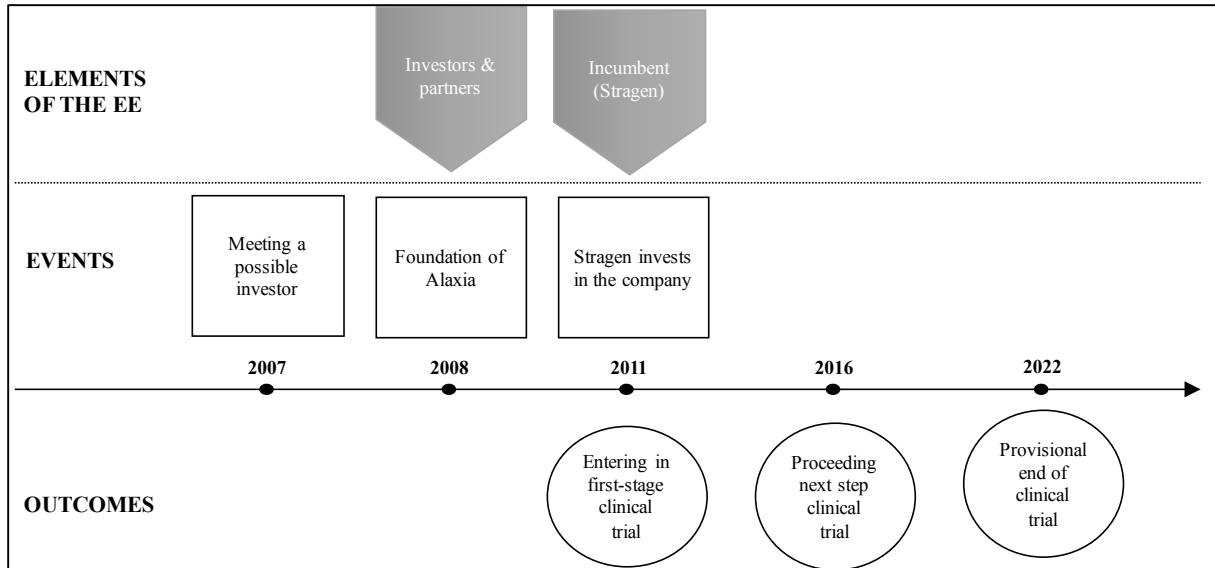 ELEMENTS
OF THE EE
Investors &
partners
Incumbent
(Stragen)
EVENTS
Meeting a
possible
investor
Foundation of
Alaxia
Stragen invests
in the company
2007
2008
2011
2016
2022
OUTCOMES
Entering in
first-stage
clinical
trial
Proceeding
next step
clinical
trial
Provisional
end of
clinical
trial